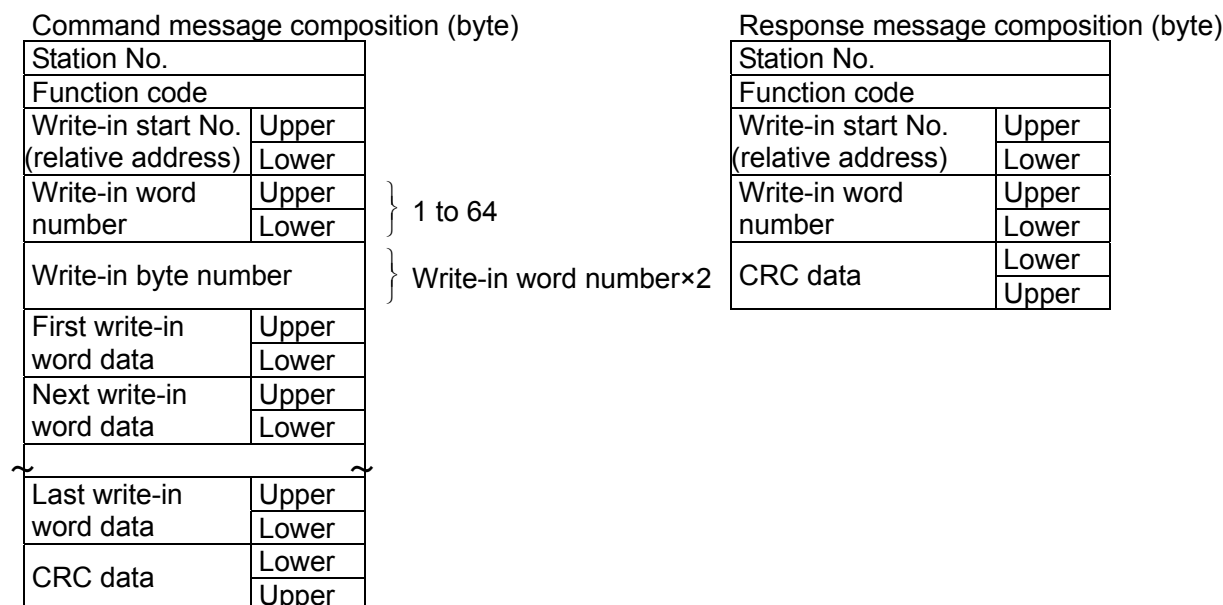 Command message composition (byte)
Station No.
Function code
Write-in start No. Upper
(relative address) Lower
Write-in word Upper
number Lower
1 to 64
Write-in byte number
Write-in word number×2
First write-in Upper
word data Lower
Next write-in Upper
word data Lower
Last write-in Upper
word data Lower
CRC data Lower
Upper
Response message composition (byte)
Station No.
Function code
Write-in start No. Upper
(relative address) Lower
Write-in word Upper
number Lower
CRC data Lower
Upper